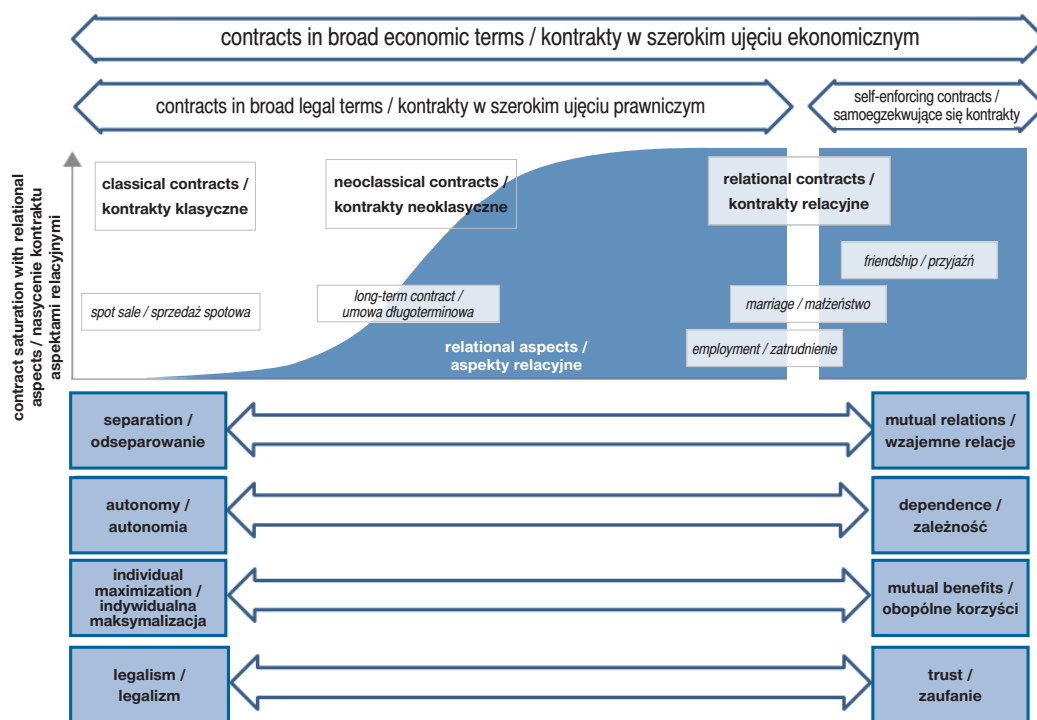 contracts in broad economic terms / kontrakty w szerokim ujęciu ekonomicznym
contracts in broad legal terms / kontrakty w szerokim ujęciu prawniczym
self-enforcing contracts /
samoegzekwujące się kontrakty
contract saturation with relational
aspects / nasycenie kontraktu
aspektami relacyjnymi
classical contracts /
kontrakty klasyczne
neoclassical contracts /
kontrakty neoklasyczne
relational contracts /
kontrakty relacyjne
friendship / przyjaźń
spot sale / sprzedaż spotowa
long-term contract /
umowa długoterminowa
marriage / małżeństwo
relational aspects /
aspekty relacyjne
employment / zatrudnienie
separation /
odseparowanie
mutual relations /
wzajemne relacje
autonomy /
autonomia
dependence /
zależność
individual
maximization /
indywidualna
maksymalizacja
mutual benefits /
obopólne korzyści
legalism /
legalizm
trust /
zaufanie